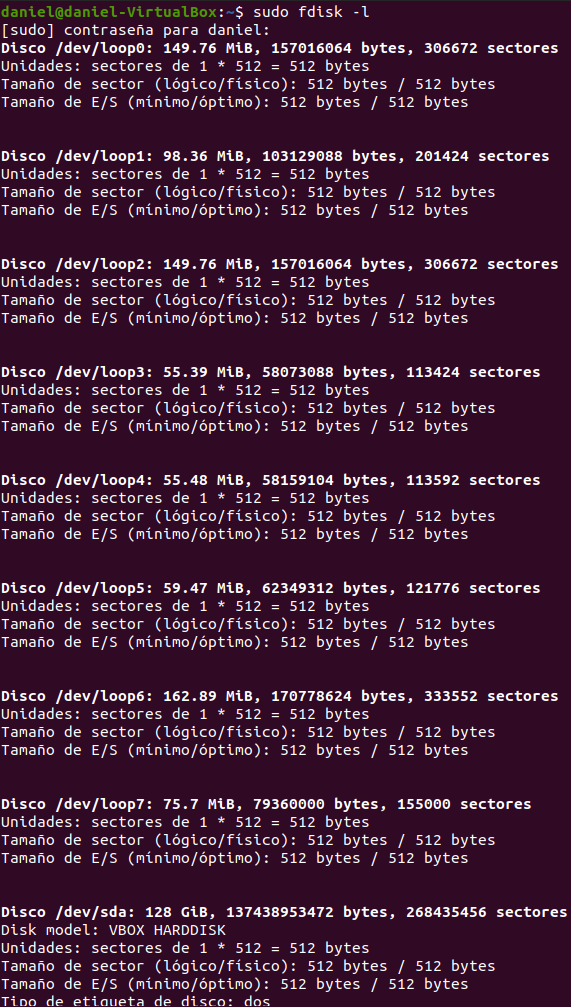 daniel@daniel-VirtualBox:~$ sudo fdisk -l
[sudo] contraseña para daniel:
Disco /dev/loop0: 149.76 MiB, 157016064 bytes, 306672 sectores
Unidades: sectores de 1 * 512 = 512 bytes
Tamaño de sector (lógico/físico): 512 bytes / 512 bytes
Tamaño de E/S (mínimo/óptimo): 512 bytes / 512 bytes
Disco /dev/loop1: 98.36 MiB, 103129088 bytes, 201424 sectores
Unidades: sectores de 1 * 512 = 512 bytes
Tamaño de sector (lógico/físico): 512 bytes / 512 bytes
Tamaño de E/S (mínimo/óptimo): 512 bytes / 512 bytes
Disco /dev/loop2: 149.76 MiB, 157016064 bytes, 306672 sectores
Unidades: sectores de 1 * 512 = 512 bytes
Tamaño de sector (lógico/físico): 512 bytes / 512 bytes
Tamaño de E/S (mínimo/óptimo): 512 bytes / 512 bytes
Disco /dev/loop3: 55.39 MiB, 58073088 bytes, 113424 sectores
Unidades: sectores de 1 * 512 = 512 bytes
Tamaño de sector (lógico/físico): 512 bytes / 512 bytes
Tamaño de E/S (mínimo/óptimo): 512 bytes / 512 bytes
Disco /dev/loop4: 55.48 MiB, 58159104 bytes, 113592 sectores
Unidades: sectores de 1 * 512 = 512 bytes
Tamaño de sector (lógico/físico): 512 bytes / 512 bytes
Tamaño de E/S (mínimo/óptimo): 512 bytes / 512 bytes
Disco /dev/loop5: 59.47 MiB, 62349312 bytes, 121776 sectores
Unidades: sectores de 1 * 512 = 512 bytes
Tamaño de sector (lógico/físico): 512 bytes / 512 bytes
Tamaño de E/S (mínimo/óptimo): 512 bytes / 512 bytes
Disco /dev/loop6: 162.89 MiB, 170778624 bytes, 333552 sectores
Unidades: sectores de 1 * 512 = 512 bytes
Tamaño de sector (lógico/físico): 512 bytes / 512 bytes
Tamaño de E/S (mínimo/óptimo): 512 bytes / 512 bytes
Disco /dev/loop7: 75.7 MiB, 79360000 bytes, 155000 sectores
Unidades: sectores de 1 * 512 = 512 bytes
Tamaño de sector (lógico/físico): 512 bytes / 512 bytes
Tamaño de E/S (mínimo/óptimo): 512 bytes / 512 bytes
Disco /dev/sda: 128 GiB, 137438953472 bytes, 268435456 sectores
Disk model: VBOX HARDDISK
Unidades: sectores de 1 * 512 = 512 bytes
Tamaño de sector (lógico/físico): 512 bytes / 512 bytes
Tamaño de E/S (mínimo/óptimo): 512 bytes / 512 bytes
Tipo de etiqueta de disco: dos